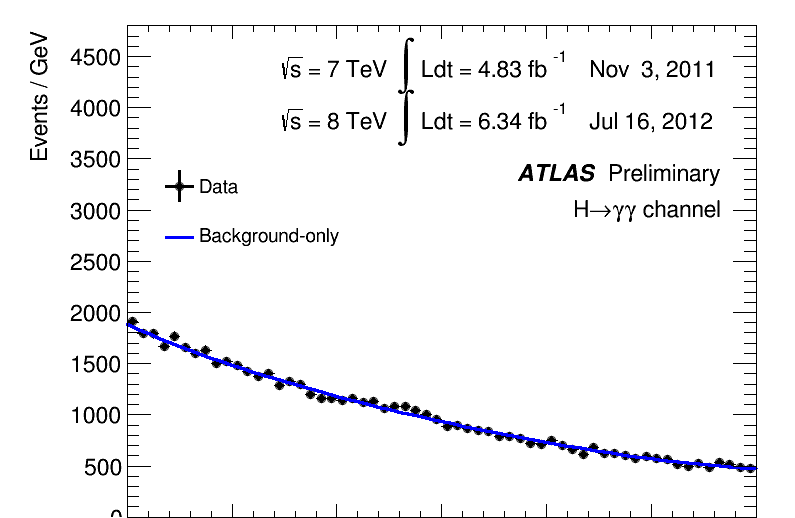 Events / GeV
4500
4000
3500
3000
2500
2000
1500
1000
500
0
√s = 7 TeV ∫ Ldt = 4.83 fb⁻¹ Nov 3, 2011
√s = 8 TeV ∫ Ldt = 6.34 fb⁻¹ Jul 16, 2012
ATLAS Preliminary
H→γγ channel
Data
Background-only